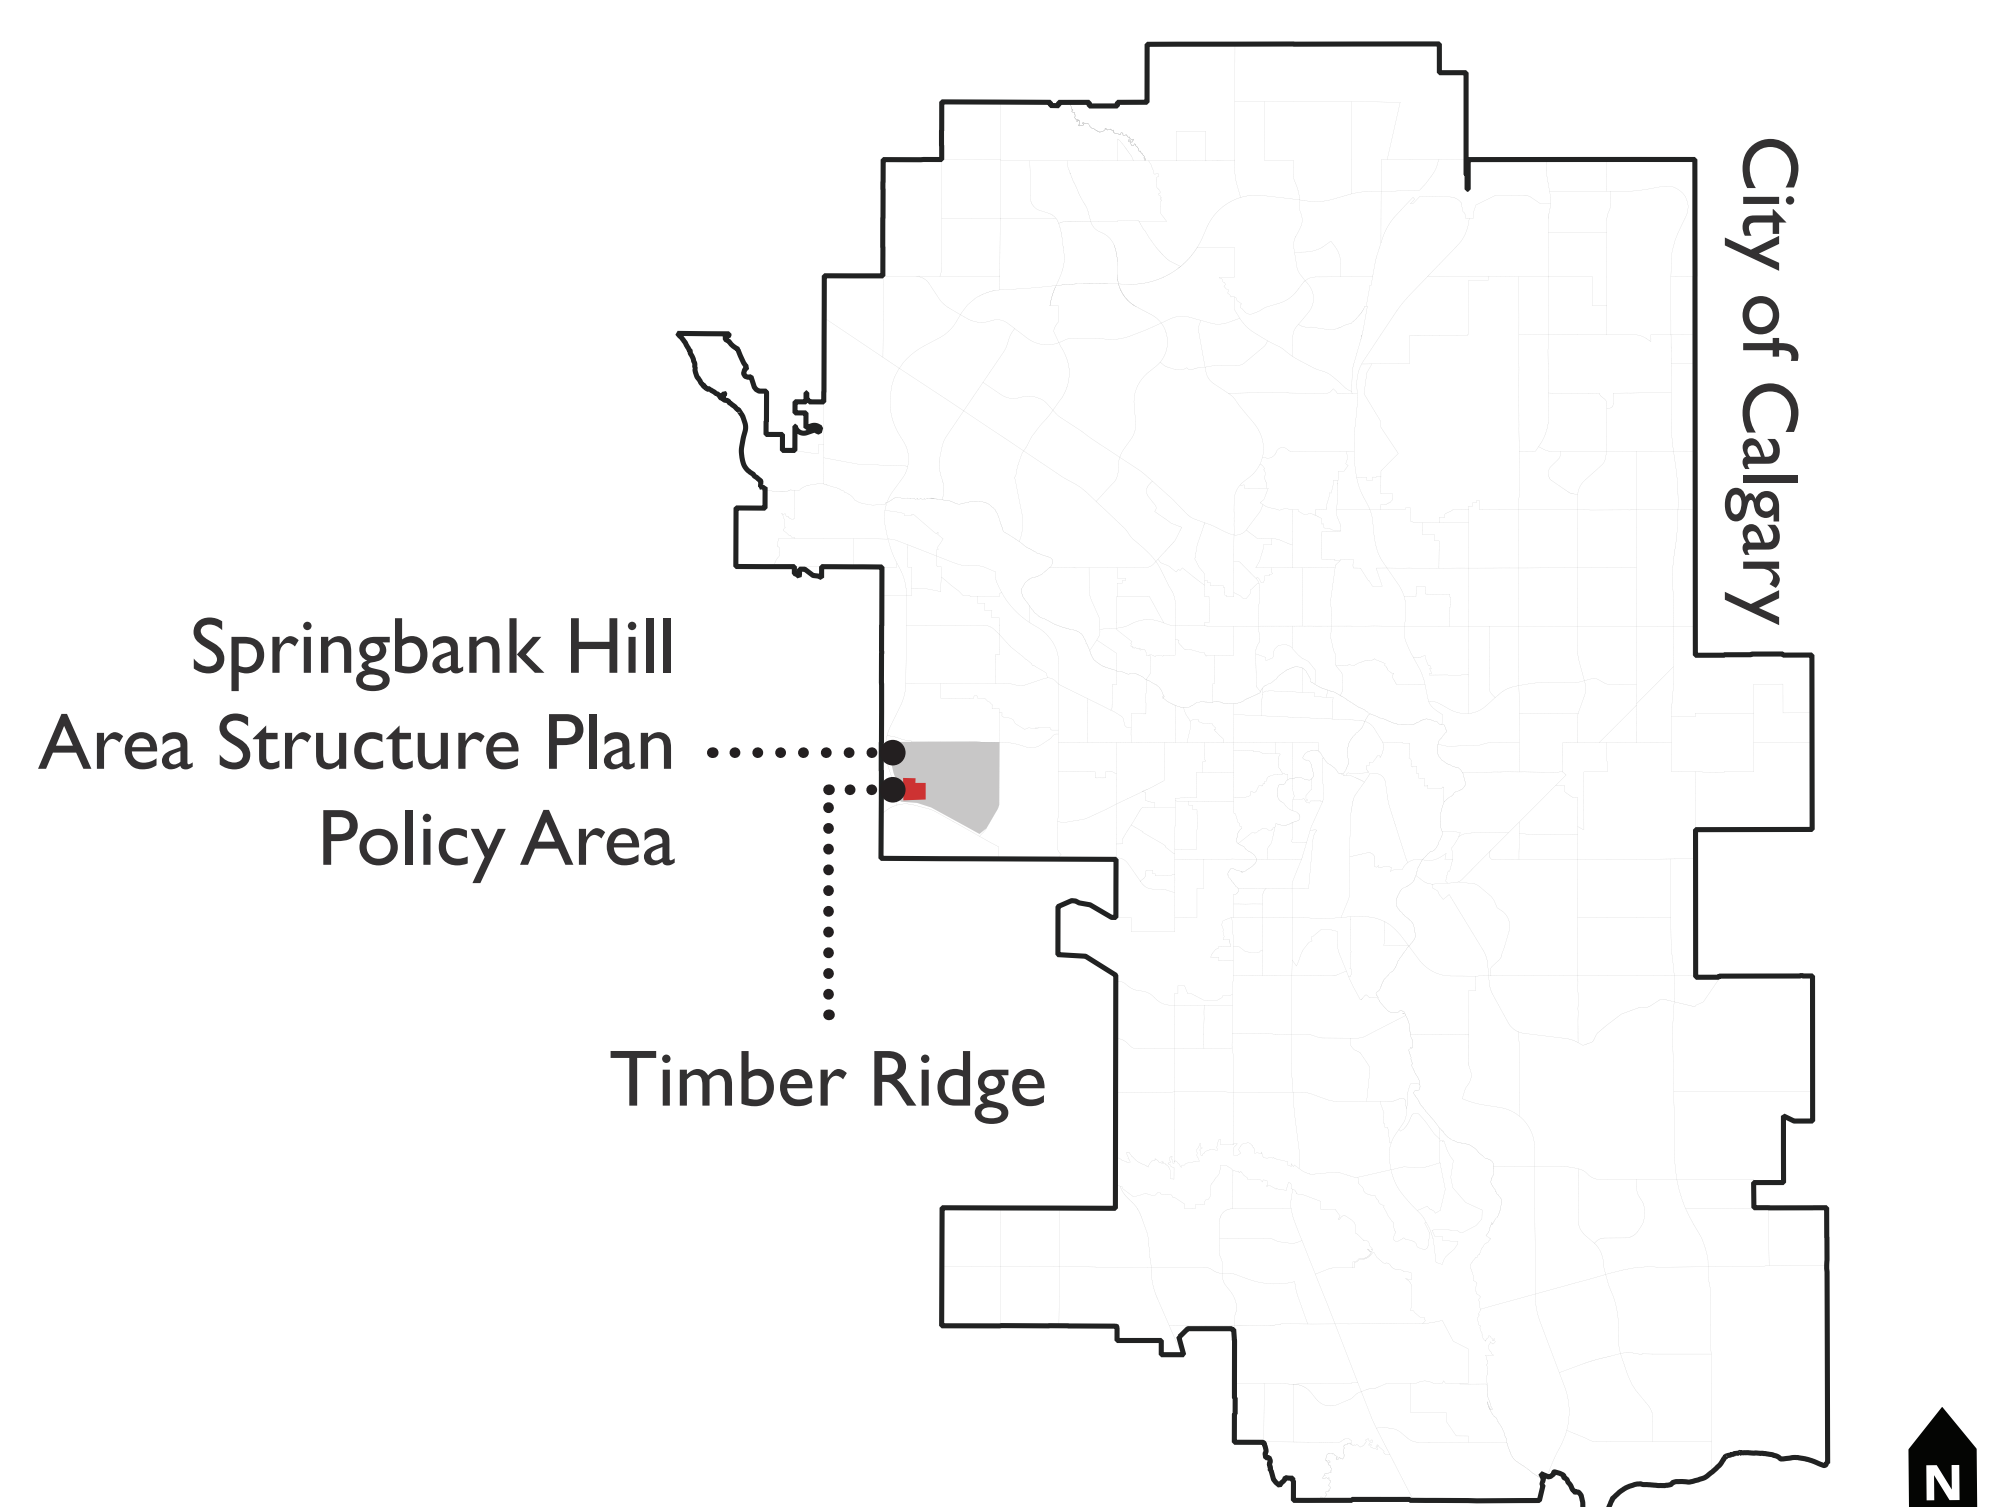 City of Calgary
Springbank Hill
Area Structure Plan
Policy Area
Timber Ridge
N